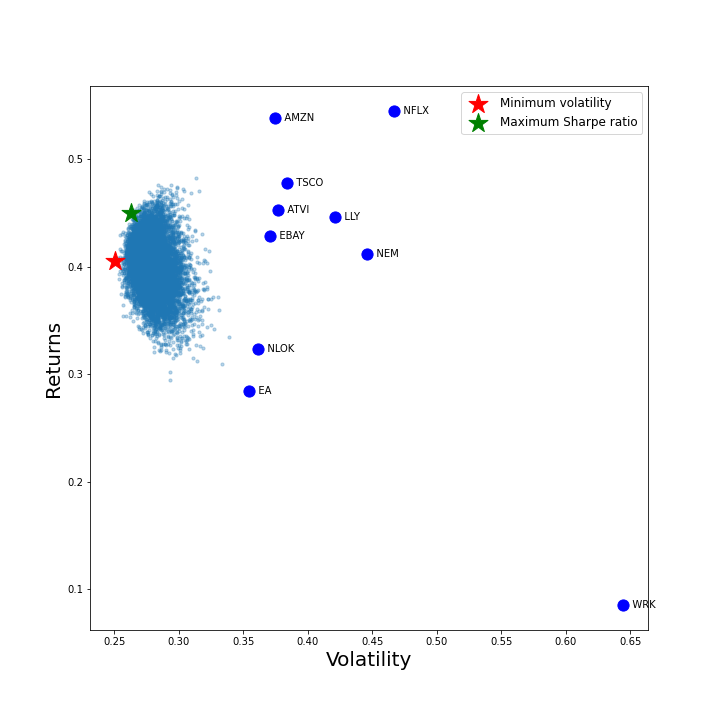 Minimum volatility
Maximum Sharpe ratio
NFLX
AMZN
TSCO
ATVI
LLY
EBAY
NEM
NLOK
EA
WRK
0.5
0.4
0.3
0.2
0.1
Returns
0.25
0.30
0.35
0.40
0.45
0.50
0.55
0.60
0.65
Volatility